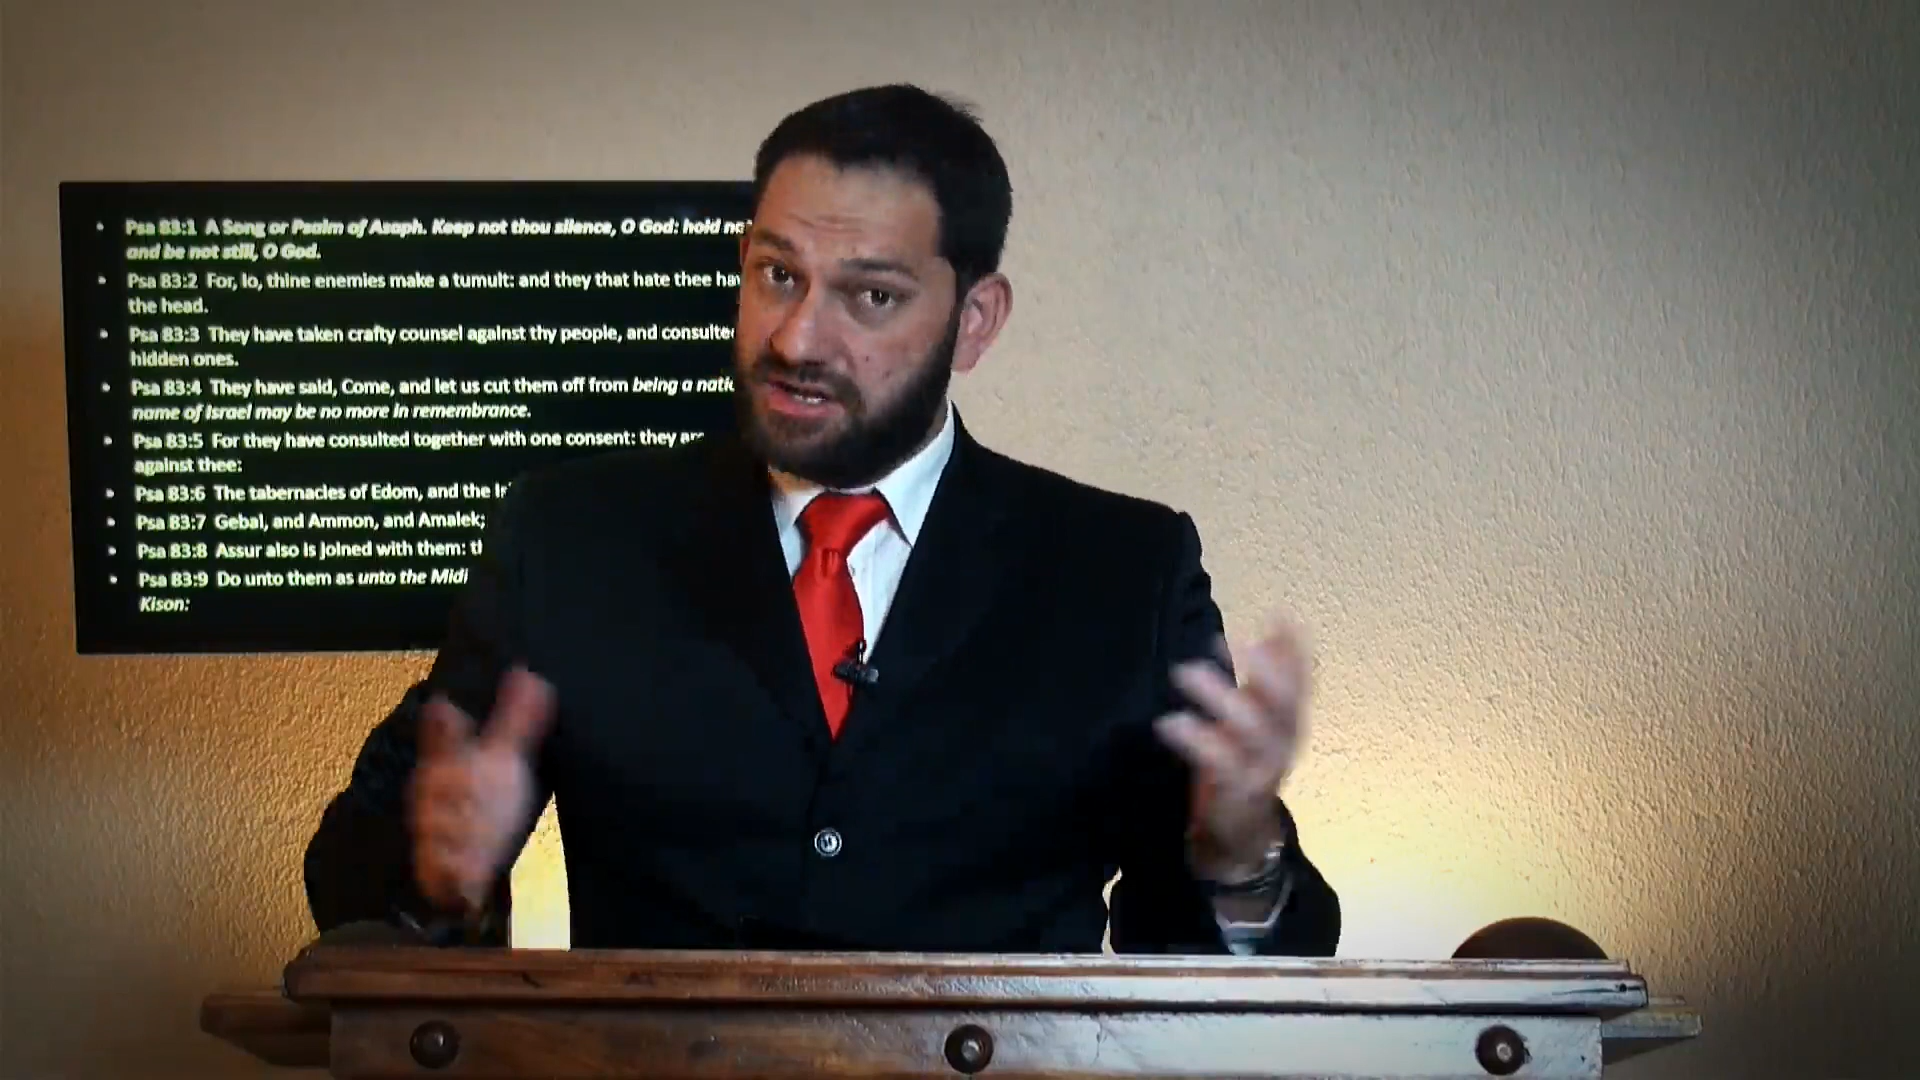 • Psa 83:1 A Song or Psalm of Asaph. Keep not thou silence, O God: hold
and be not still, O God.
• Psa 83:2 For, lo, thine enemies make a tumult: and they that hate thee
the head.
• Psa 83:3 They have taken crafty counsel against thy people, and
hidden ones.
• Psa 83:4 They have said, Come, and let us cut them off from being a
name of Israel may be no more in remembrance.
• Psa 83:5 For they have consulted together with one consent: they
against thee:
• Psa 83:6 The tabernacles of Edom, and the
• Psa 83:7 Gebal, and Ammon, and Amalek;
• Psa 83:8 Assur also is joined with them:
• Psa 83:9 Do unto them as unto the
Kison: